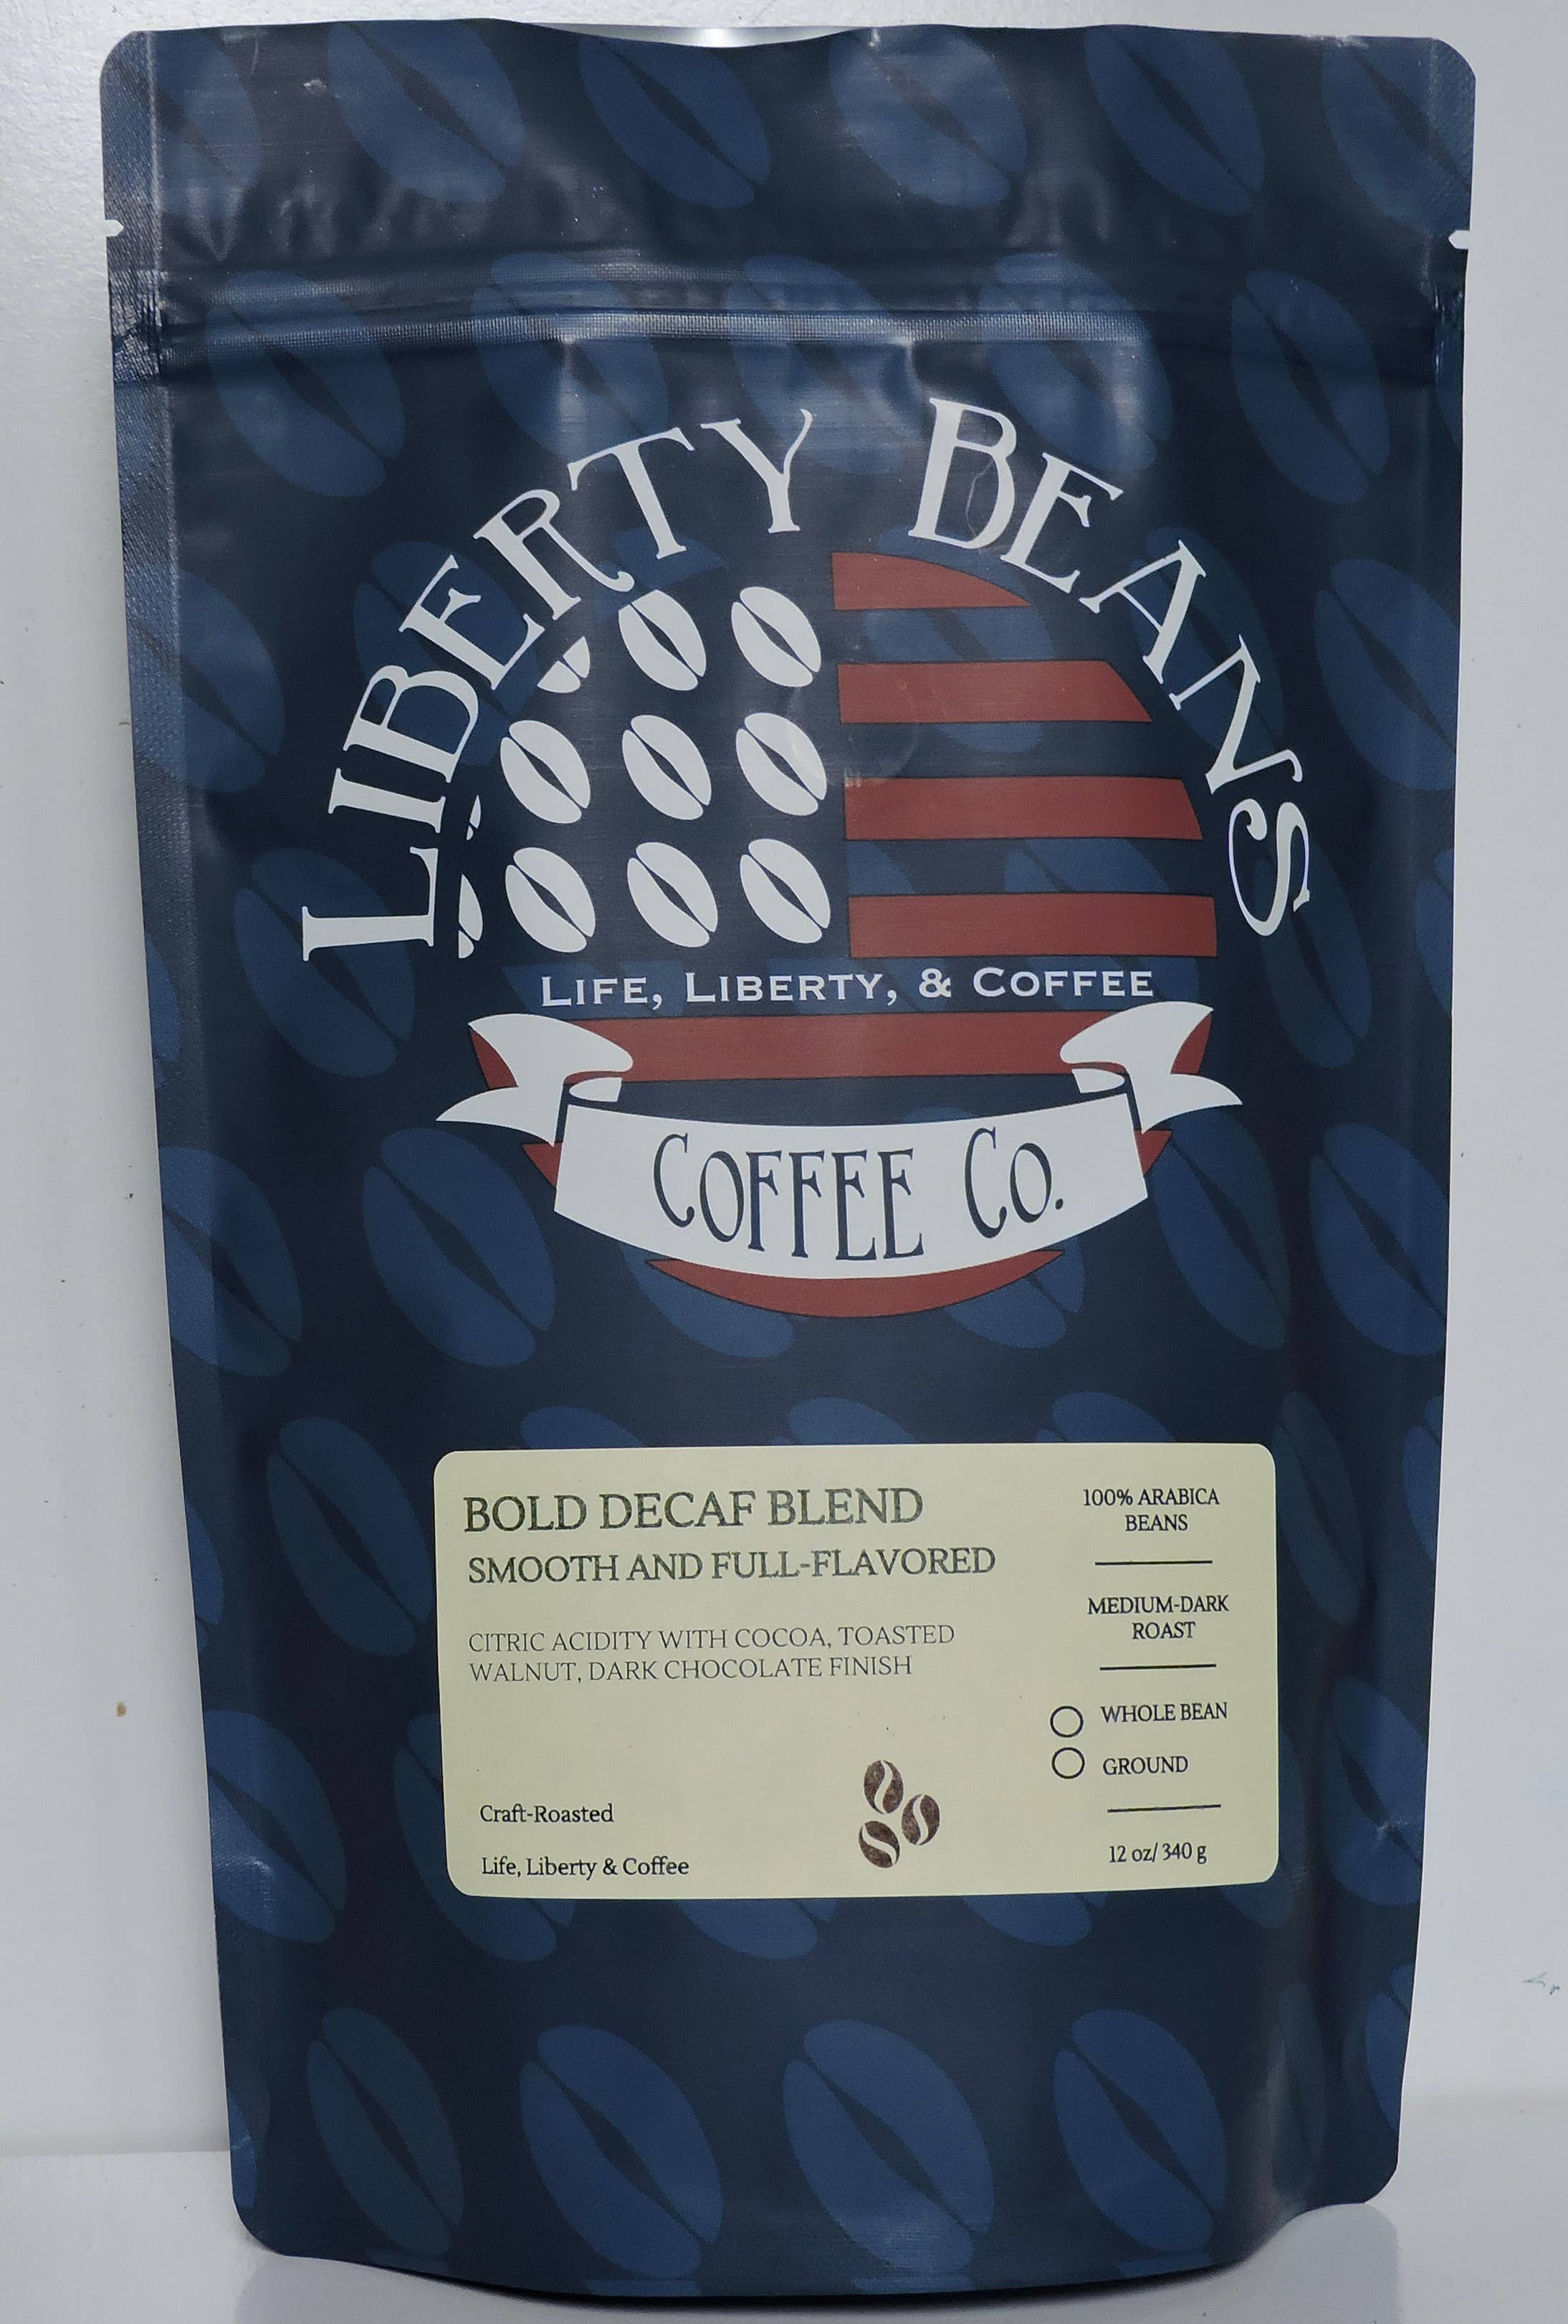 LIBERTY BEANS
LIFE, LIBERTY, & COFFEE
COFFEE CO.
BOLD DECAF BLEND
SMOOTH AND FULL-FLAVORED
CITRIC ACIDITY WITH COCOA, TOASTED
WALNUT, DARK CHOCOLATE FINISH
Craft-Roasted
Life, Liberty & Coffee
100% ARABICA
BEANS
MEDIUM-DARK
ROAST
WHOLE BEAN
GROUND
12 oz/ 340 g